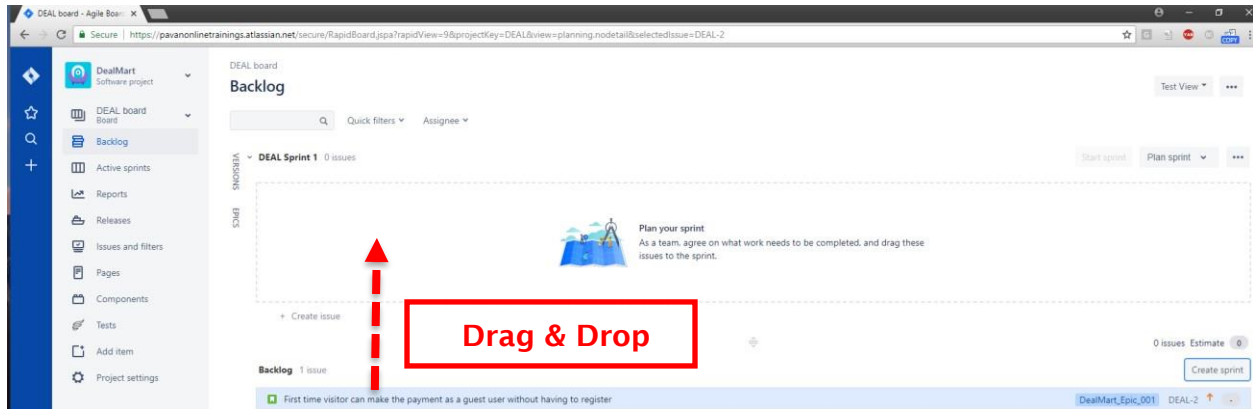 DEAL board - Agile Boar
Secure | https://pavanonlinetrainings.atlassian.net/secure/RapidBoard.jspa?rapidView=9&projectKey=DEAL&view=planning.nodetail&selectedIssue=DEAL-2
COPY
DealMart
Software project
DEAL board
Board
Backlog
Active sprints
Reports
Releases
Issues and filters
Pages
Components
Tests
Add item
Project settings
DEAL board
Backlog
Test View
Quick filters
Assignee
VERSIONS
EPICS
DEAL Sprint 1 0 issues
Start sprint
Plan sprint
Plan your sprint
As a team, agree on what work needs to be completed, and drag these
issues to the sprint.
+ Create issue
Drag & Drop
0 issues Estimate 0
Backlog 1 issue
Create sprint
First time visitor can make the payment as a guest user without having to register
DealMart_Epic_001 DEAL-2 -